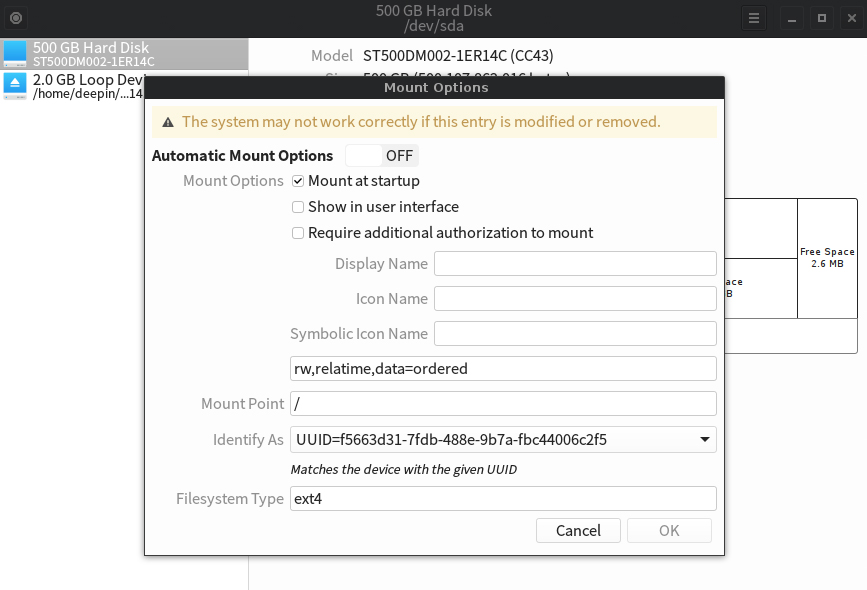 500 GB Hard Disk
/dev/sda
500 GB Hard Disk
ST500DM002-1ER14C
2.0 GB Loop Devi
/home/deepin/...14
Model ST500DM002-1ER14C (CC43)
Mount Options
The system may not work correctly if this entry is modified or removed.
Automatic Mount Options OFF
Mount Options Mount at startup
Show in user interface
Require additional authorization to mount
Display Name
Icon Name
Symbolic Icon Name
rw,relatime,data=ordered
Mount Point /
Identify As UUID=f5663d31-7fdb-488e-9b7a-fbc44006c2f5
Matches the device with the given UUID
Filesystem Type ext4
Cancel OK
Free Space
2.6 MB
ace
B